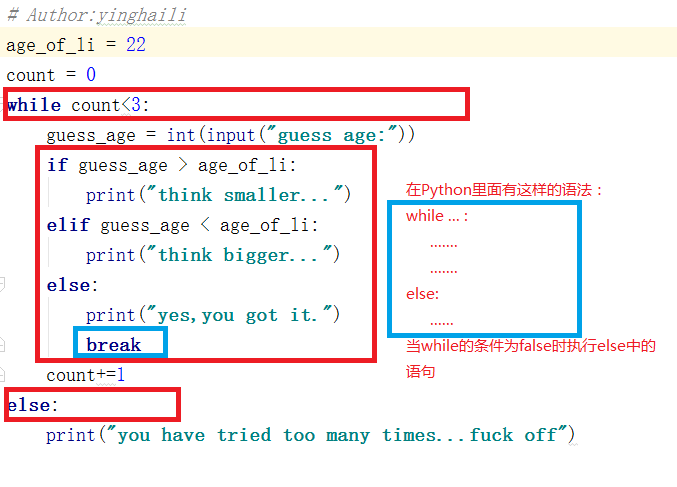 # Author:yinghaili
age_of_li = 22
count = 0
while count<3:
    guess_age = int(input("guess age:"))
    if guess_age > age_of_li:
        print("think smaller...")
    elif guess_age < age_of_li:
        print("think bigger...")
    else:
        print("yes,you got it.")
        break
    count+=1
else:
    print("you have tried too many times...fuck off")
在Python里面有这样的语法：
while ... :
    .......
    .......
else:
    ......
当while的条件为false时执行else中的
语句